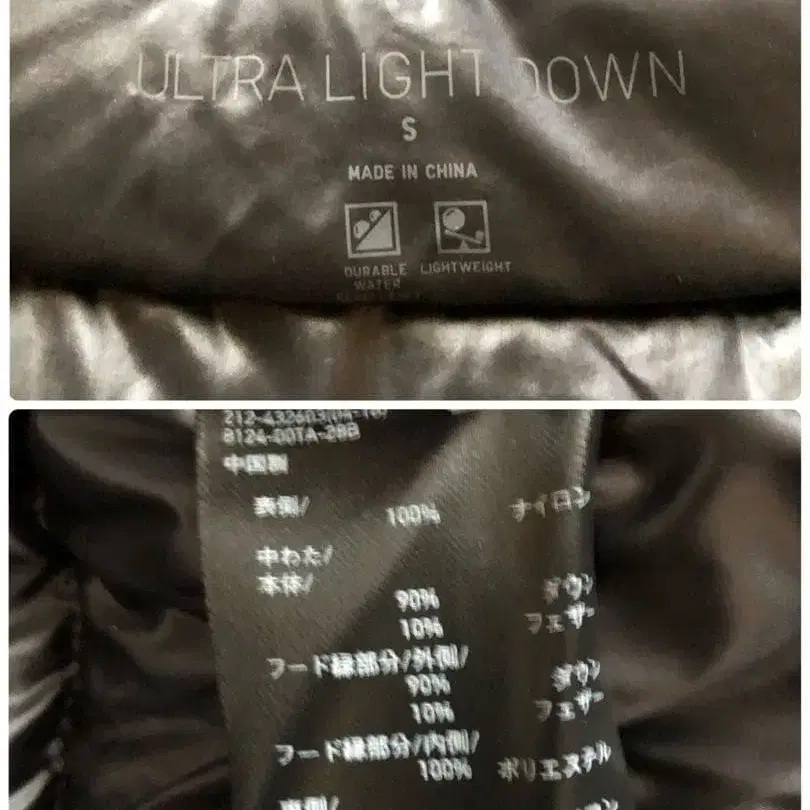 ULTRA LIGHT DOWN
S
MADE IN CHINA
DURABLE LIGHTWEIGHT
WATER
8124-00TA-28B
中国製
表側/
100% ナイロン
中わた/
本体/
90% ダウン
10% フェザー
フード縁部分/外側/
90% ダウン
10% フェザー
フード縁部分/内側/
100% ポリエステル